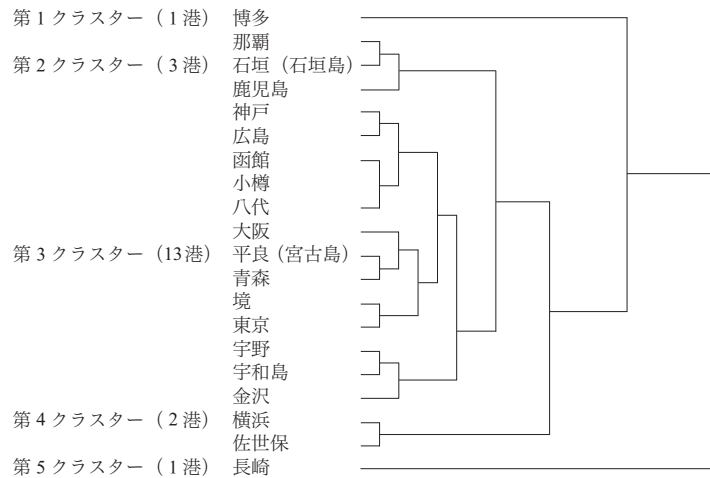 第1クラスター（1港） 博多
那覇
第2クラスター（3港） 石垣（石垣島）
鹿児島
神戸
広島
函館
小樽
八代
大阪
第3クラスター（13港） 平良（宮古島）
青森
境
東京
宇野
宇和島
金沢
第4クラスター（2港） 横浜
佐世保
第5クラスター（1港） 長崎